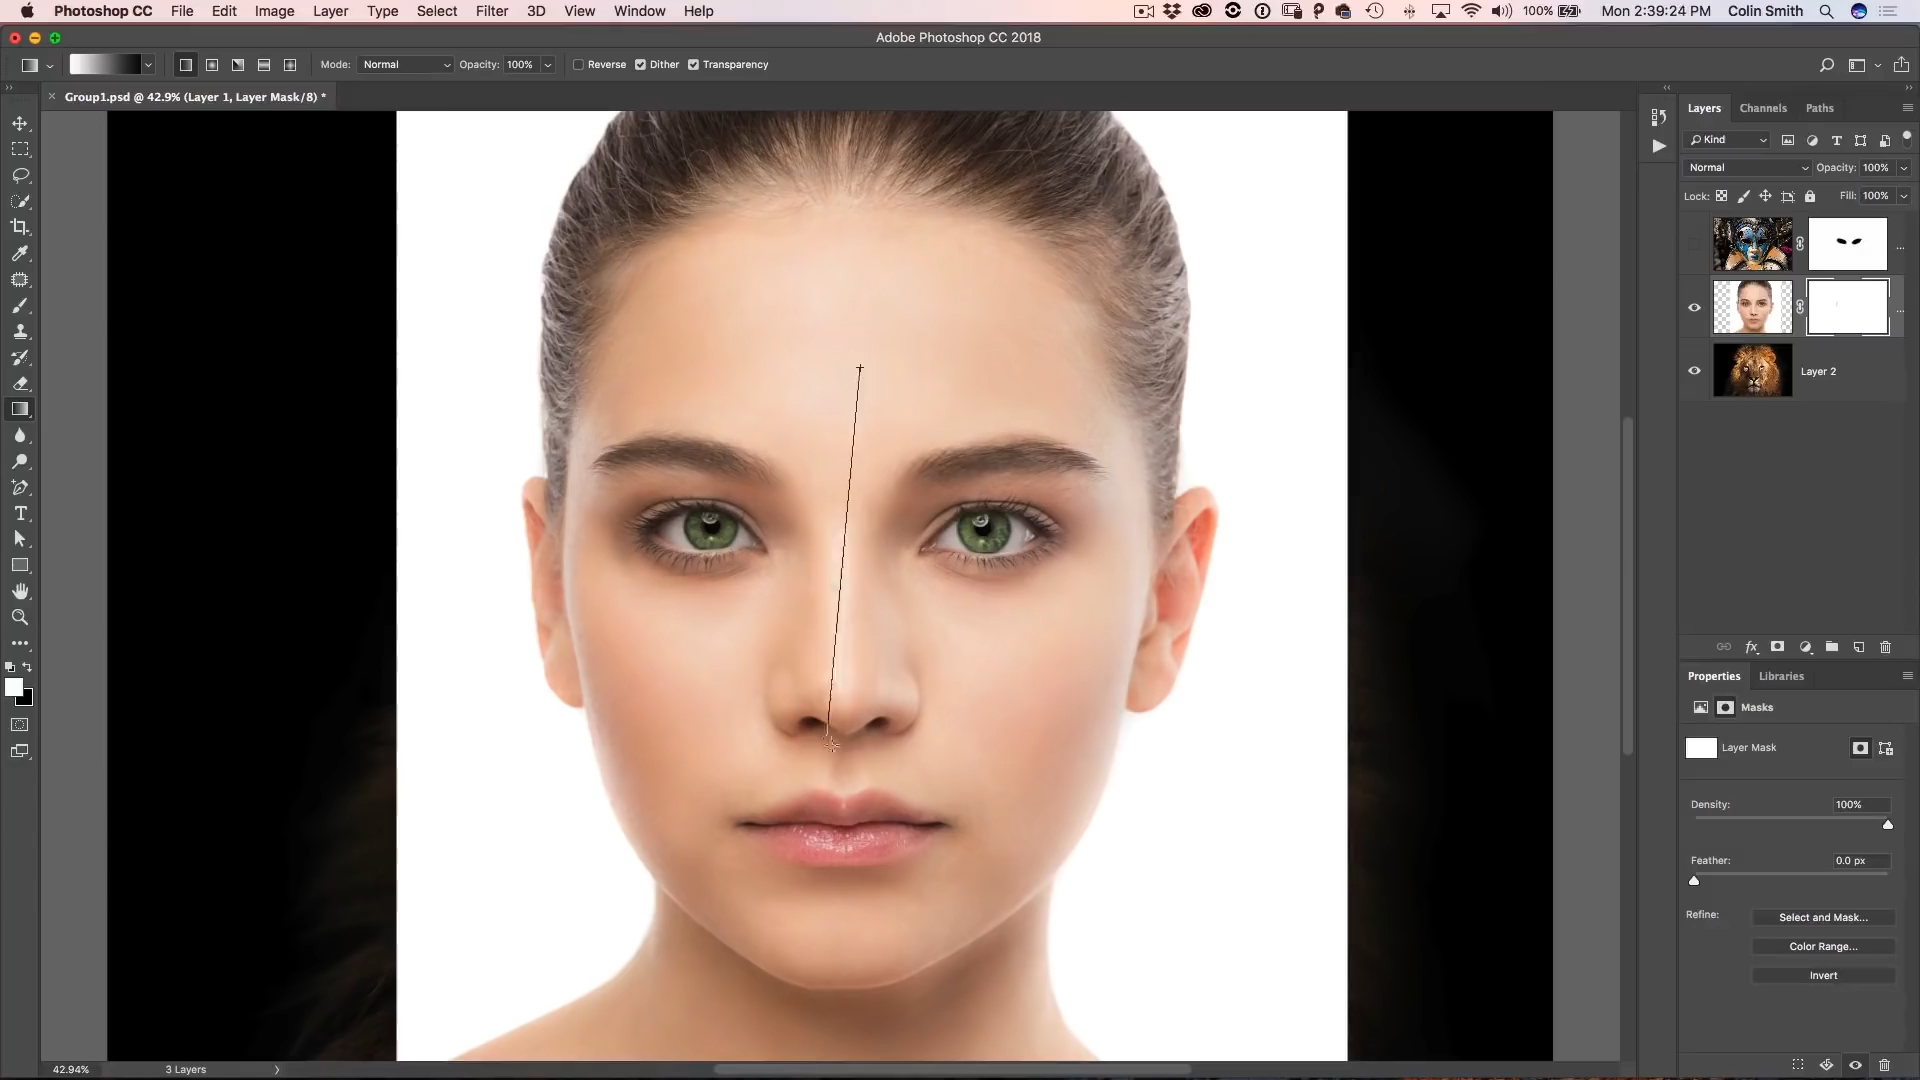 Photoshop CC File Edit Image Layer Type Select Filter 3D View Window Help 100% Mon 2:39:24 PM Colin Smith
Adobe Photoshop CC 2018
Mode: Normal Opacity: 100% Reverse Dither Transparency
Group1.psd @ 42.9% (Layer 1, Layer Mask/8) *
Layers Channels Paths
Kind
Normal Opacity: 100%
Lock: Fill: 100%
...
...
Layer 2
fx
Properties Libraries
Masks
Layer Mask
Density: 100%
Feather: 0.0 px
Refine: Select and Mask...
Color Range...
Invert
42.94% 3 Layers